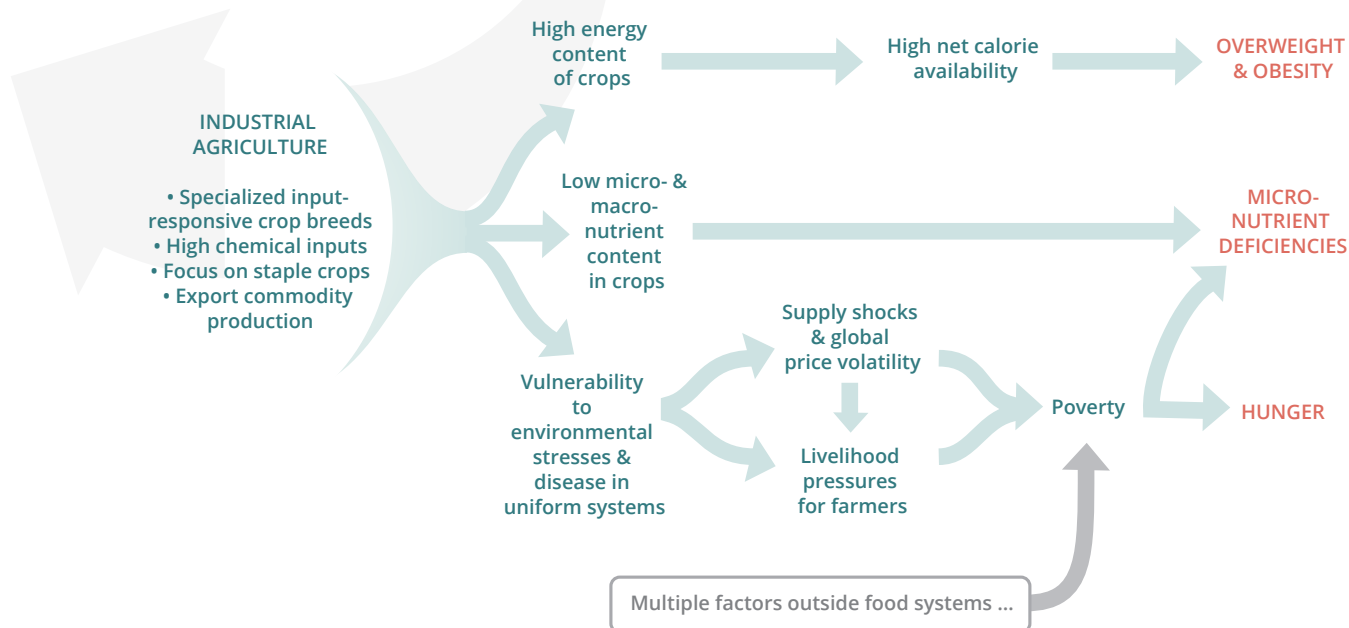 INDUSTRIAL
AGRICULTURE
• Specialized input-
responsive crop breeds
• High chemical inputs
• Focus on staple crops
• Export commodity
production
High energy
content
of crops
High net calorie
availability
OVERWEIGHT
& OBESITY
Low micro- &
macro-
nutrient
content
in crops
MICRO-
NUTRIENT
DEFICIENCIES
Vulnerability
to
environmental
stresses &
disease in
uniform systems
Supply shocks
& global
price volatility
Livelihood
pressures
for farmers
Poverty
HUNGER
Multiple factors outside food systems ...